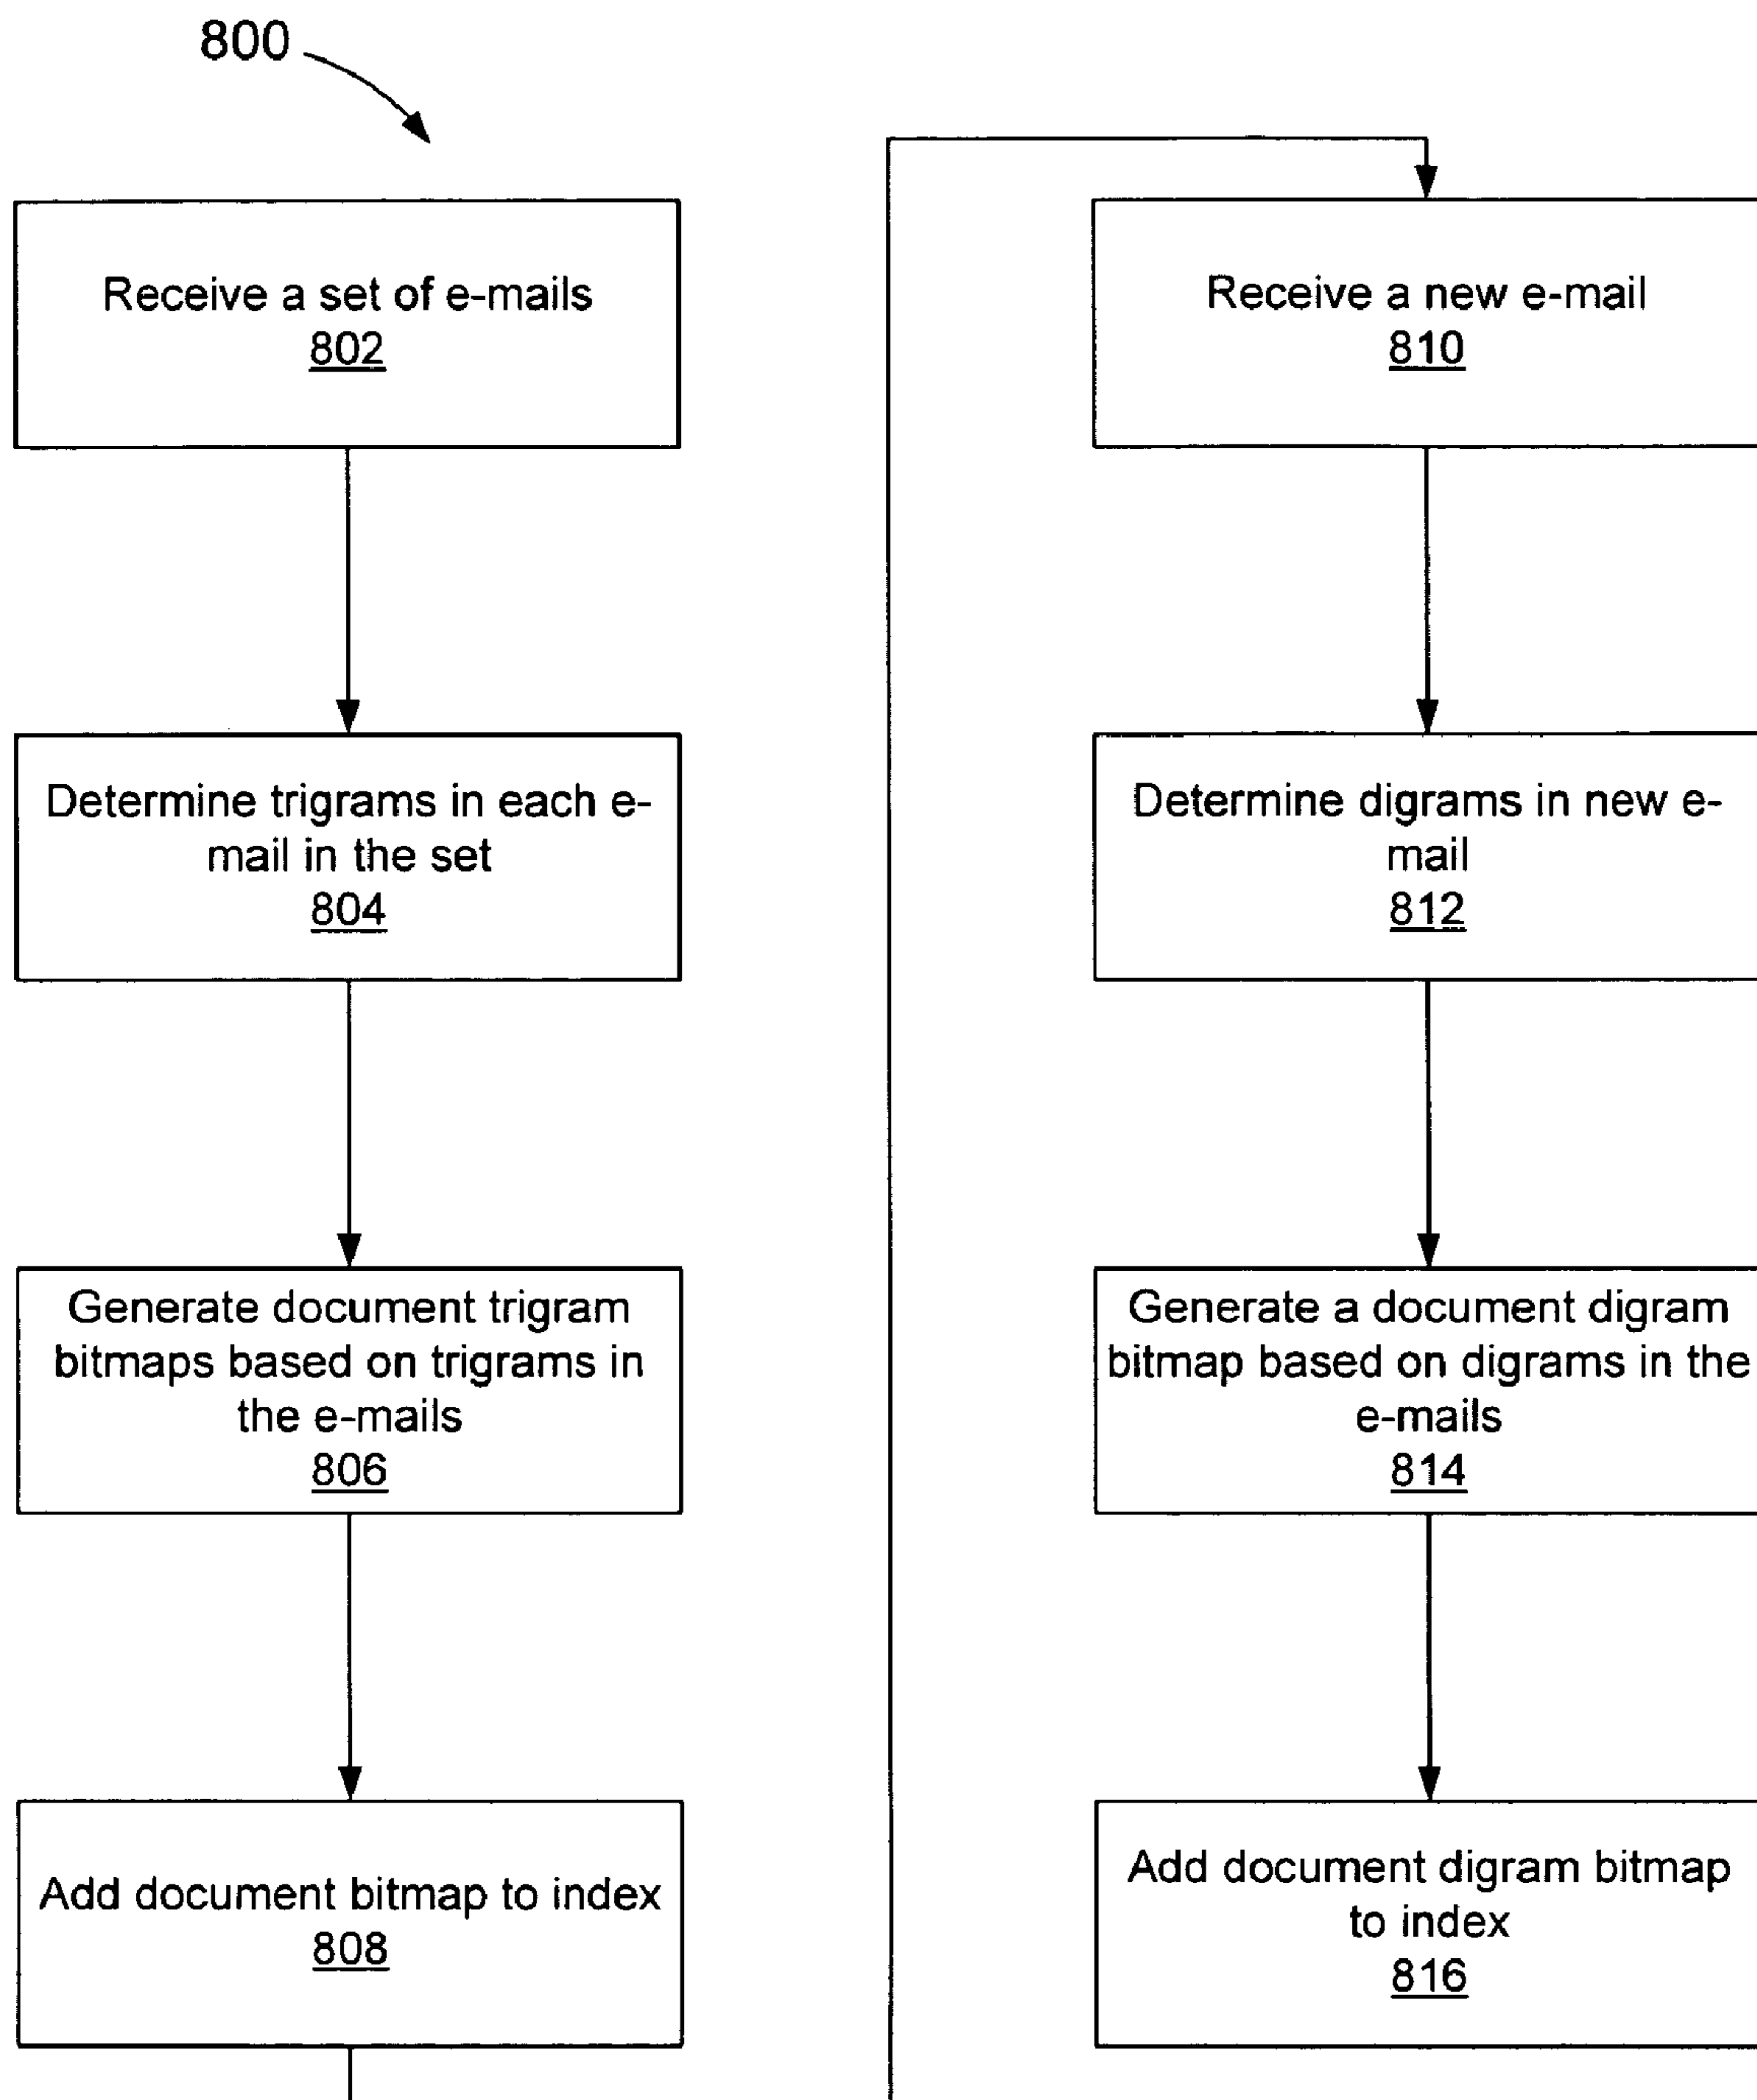 800
Receive a set of e-mails
802
Determine trigrams in each e-
mail in the set
804
Generate document trigram
bitmaps based on trigrams in
the e-mails
806
Add document bitmap to index
808
Receive a new e-mail
810
Determine digrams in new e-
mail
812
Generate a document digram
bitmap based on digrams in the
e-mails
814
Add document digram bitmap
to index
816